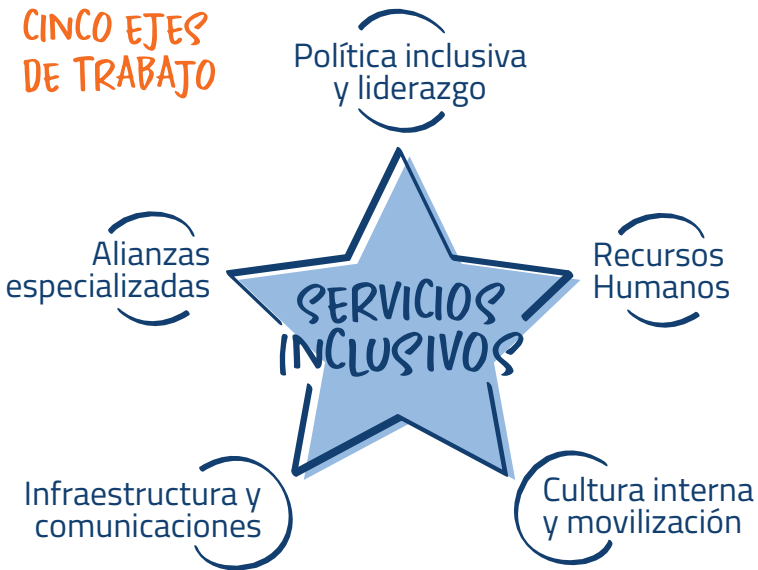 CINCO EJES
DE TRABAJO
Política inclusiva
y liderazgo
Alianzas
especializadas
Recursos
Humanos
SERVICIOS
INCLUSIVOS
Infraestructura y
comunicaciones
Cultura interna
y movilización